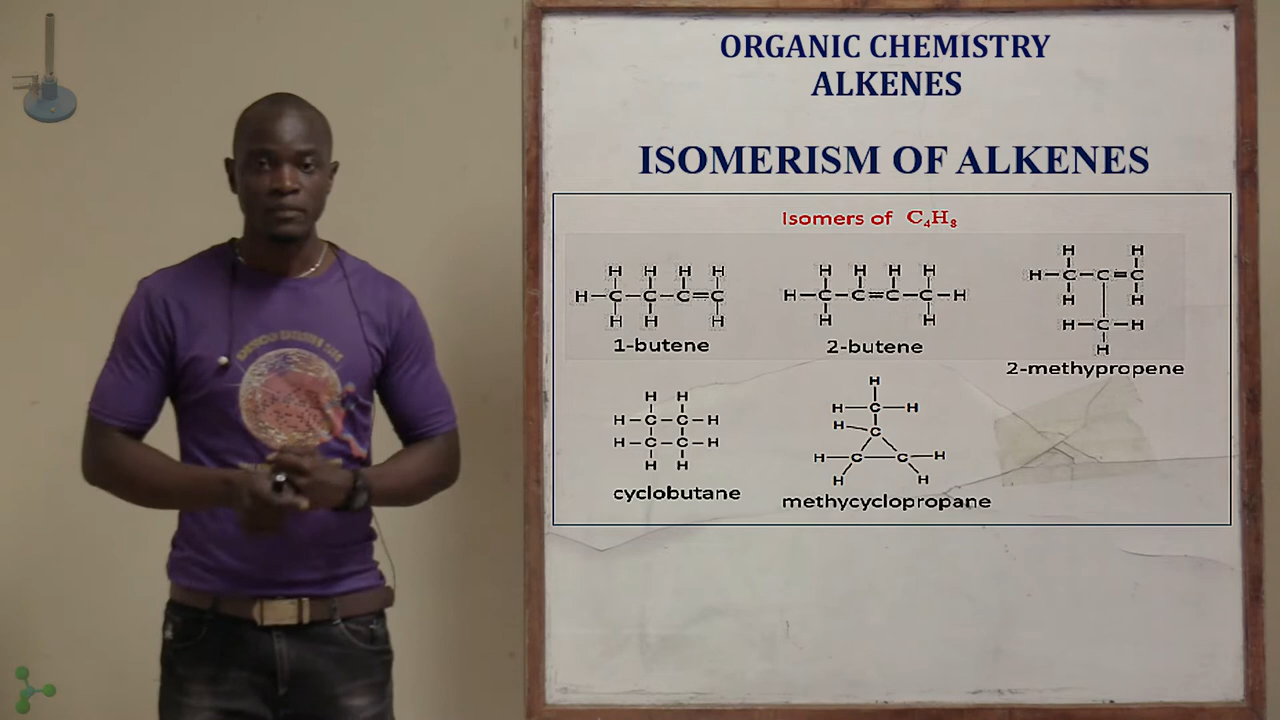 ORGANIC CHEMISTRY
ALKENES
ISOMERISM OF ALKENES
Isomers of C₄H₈
H H H H
H—C—C—C=C
H H H
1-butene
H H H H
H—C—C=C—C—H
H H
2-butene
H H
H—C—C=C
H H
H—C—H
H
2-methypropene
H H
H—C—C—H
H—C—C—H
H H
cyclobutane
H
H—C—H
H—C
H—C—C—H
H H
methycyclopropane